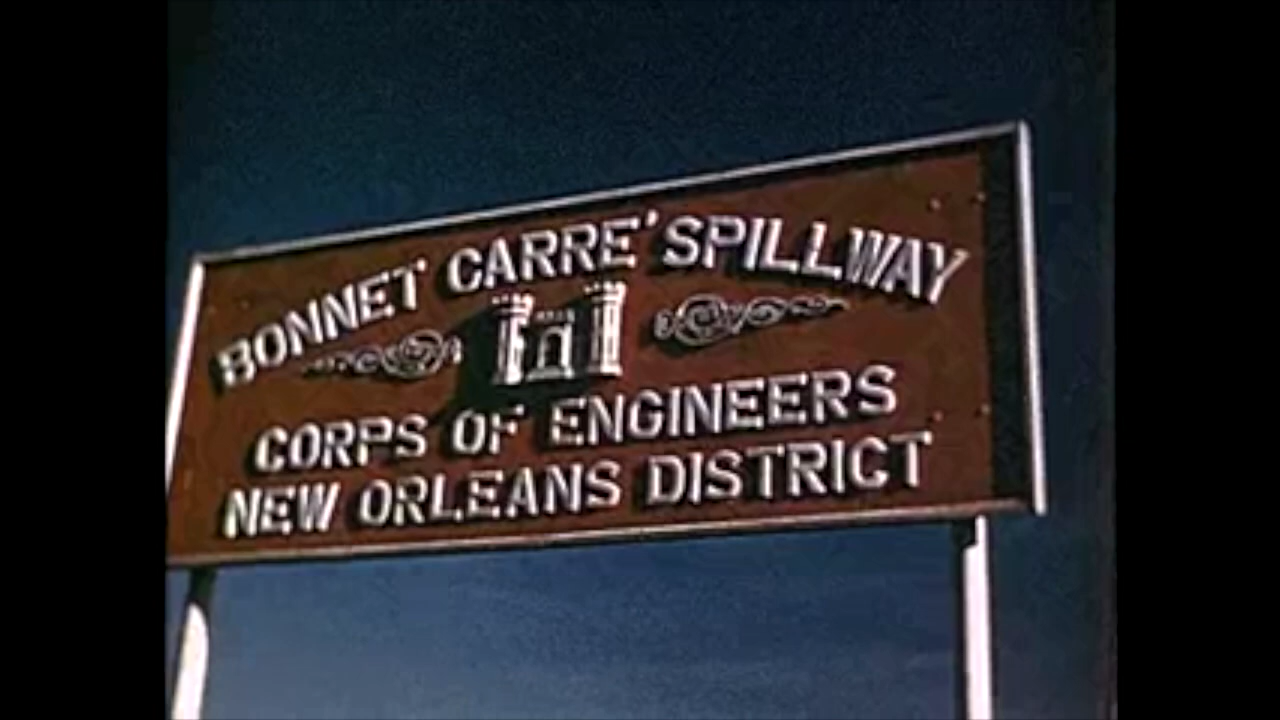 BONNET CARRE' SPILLWAY
CORPS OF ENGINEERS
NEW ORLEANS DISTRICT